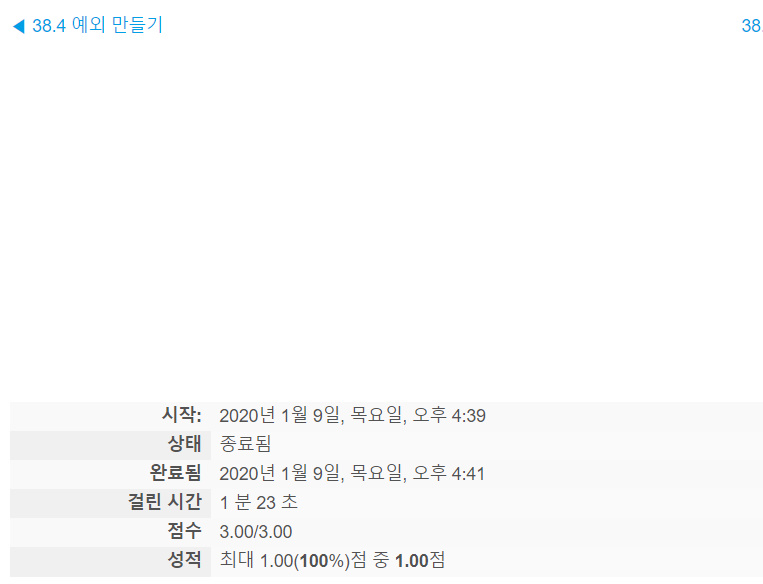 ◀ 38.4 예외 만들기 38.
시작: 2020년 1월 9일, 목요일, 오후 4:39
상태 종료됨
완료됨 2020년 1월 9일, 목요일, 오후 4:41
걸린 시간 1 분 23 초
점수 3.00/3.00
성적 최대 1.00(100%)점 중 1.00점